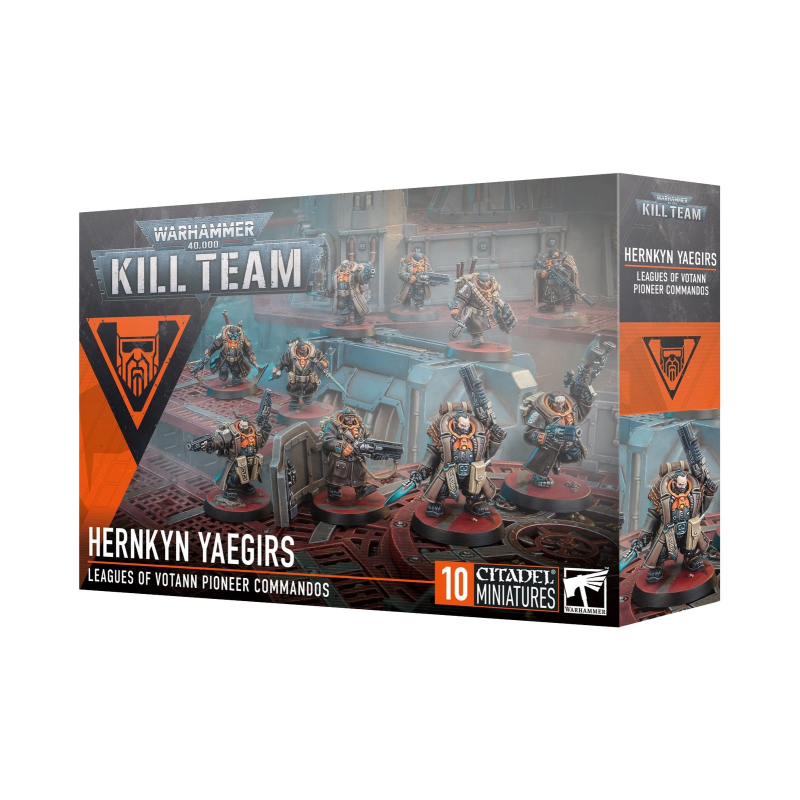 WARHAMMER
40,000
KILL TEAM
HERNKYN YAEGIRS
LEAGUES OF VOTANN PIONEER COMMANDOS
10
CITADEL®
MINIATURES
WARHAMMER
WARHAMMER
40,000
KILL TEAM
HERNKYN YAEGIRS
LEAGUES OF VOTANN
PIONEER COMMANDOS